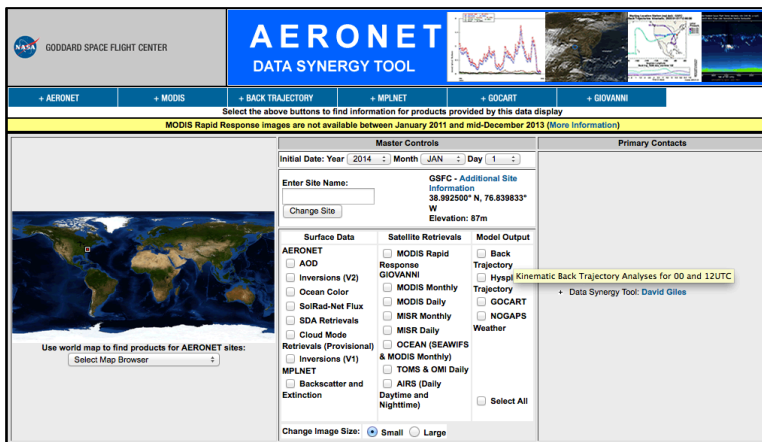 NASA
GODDARD SPACE FLIGHT CENTER
AERONET
DATA SYNERGY TOOL
+ AERONET + MODIS + BACK TRAJECTORY + MPLNET + GOCART + GIOVANNI
Select the above buttons to find information for products provided by this data display
MODIS Rapid Response images are not available between January 2011 and mid-December 2013 (More Information)
Use world map to find products for AERONET sites:
Select Map Browser
Master Controls
Initial Date: Year 2014 Month JAN Day 1
Enter Site Name:
Change Site
GSFC - Additional Site
Information
38.992500° N, 76.839833°
W
Elevation: 87m
Surface Data
AERONET
AOD
Inversions (V2)
Ocean Color
SolRad-Net Flux
SDA Retrievals
Cloud Mode
Retrievals (Provisional)
Inversions (V1)
MPLNET
Backscatter and
Extinction
Satellite Retrievals
MODIS Rapid
Response
GIOVANNI
MODIS Monthly
MODIS Daily
MISR Monthly
MISR Daily
OCEAN (SEAWIFS
& MODIS Monthly)
TOMS & OMI Daily
AIRS (Daily
Daytime and
Nighttime)
Model Output
Back
Trajectory
Hyspl
Trajectory
GOCART
NOGAPS
Weather
Select All
Change Image Size: Small Large
Primary Contacts
Kinematic Back Trajectory Analyses for 00 and 12UTC
+ Data Synergy Tool: David Giles